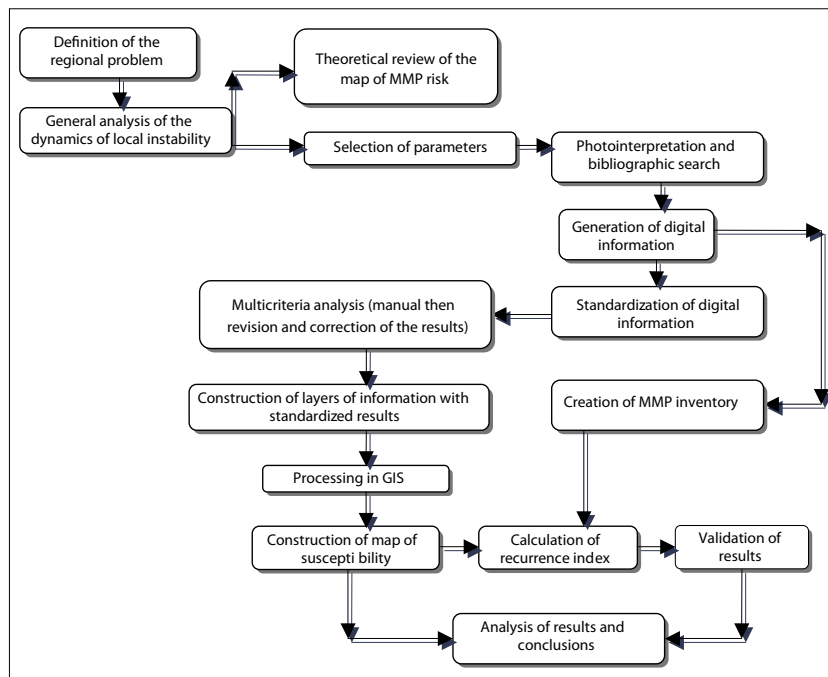 Definition of the
regional problem
Theoretical review of the
map of MMP risk
General analysis of the
dynamics of local instability
Selection of parameters
Photointerpretation and
bibliographic search
Generation of digital
information
Multicriteria analysis (manual then
revision and correction of the results)
Standardization of digital
information
Construction of layers of information with
standardized results
Creation of MMP inventory
Processing in GIS
Construction of map of
suscepti bility
Calculation of
recurrence index
Validation of
results
Analysis of results and
conclusions